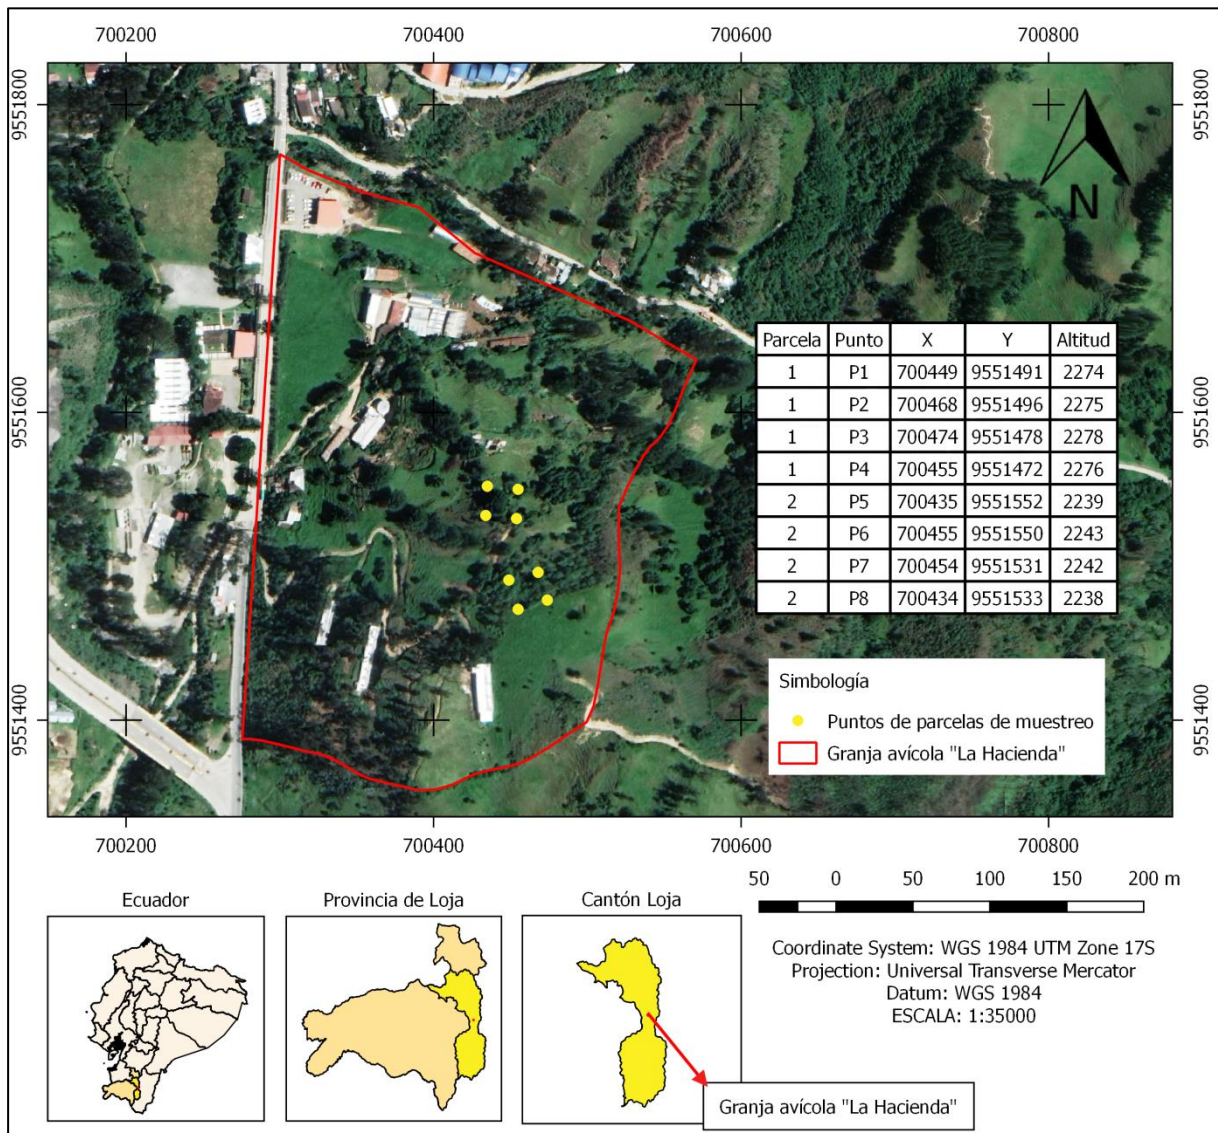 700200 700400 700600 700800
9551800 9551800
9551600 9551600
9551400 9551400
N
Parcela Punto X Y Altitud
1 P1 700449 9551491 2274
1 P2 700468 9551496 2275
1 P3 700474 9551478 2278
1 P4 700455 9551472 2276
2 P5 700435 9551552 2239
2 P6 700455 9551550 2243
2 P7 700454 9551531 2242
2 P8 700434 9551533 2238
Simbología
Puntos de parcelas de muestreo
Granja avícola "La Hacienda"
700200 700400 700600 700800
50 0 50 100 150 200 m
Ecuador
Provincia de Loja
Cantón Loja
Coordinate System: WGS 1984 UTM Zone 17S
Projection: Universal Transverse Mercator
Datum: WGS 1984
ESCALA: 1:35000
Granja avícola "La Hacienda"